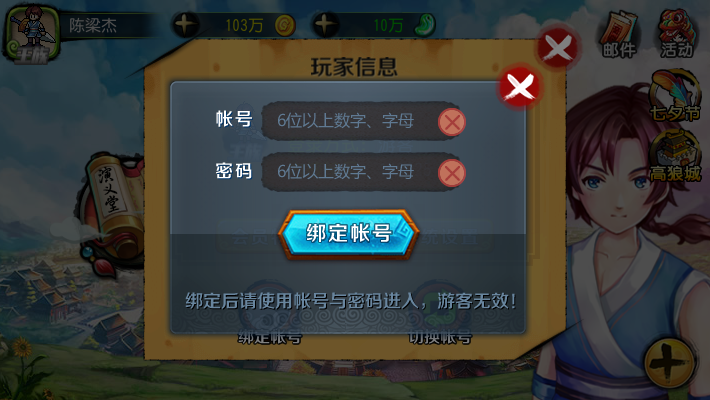 陈梁杰
103万
10万
邮件
活动
玩家信息
七夕节
高狼城
演义堂
帐号
6位以上数字、字母
密码
6位以上数字、字母
绑定帐号
绑定后请使用帐号与密码进入，游客无效！
绑定帐号
切换帐号